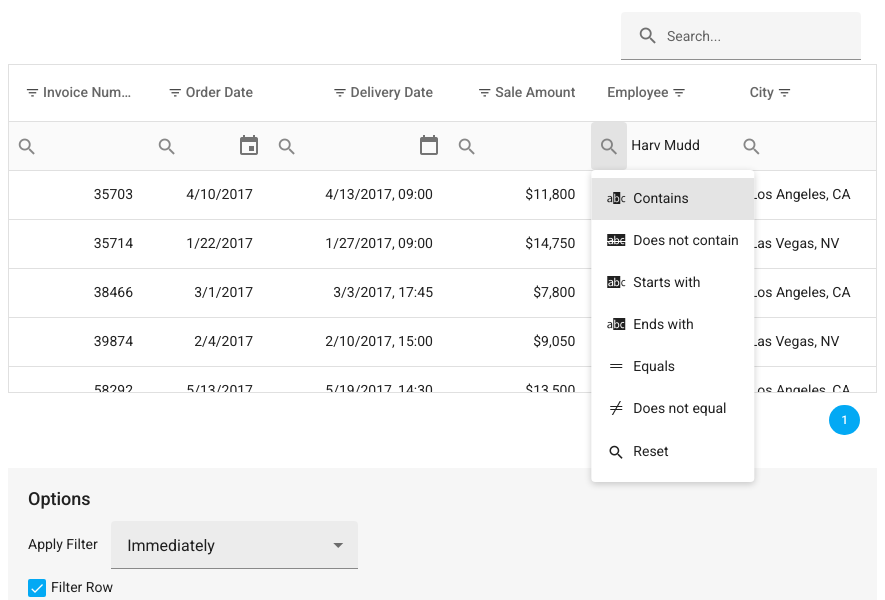 Search...
Invoice Num... Order Date Delivery Date Sale Amount Employee City
Harv Mudd
35703 4/10/2017 4/13/2017, 09:00 $11,800 Los Angeles, CA
abc Contains
35714 1/22/2017 1/27/2017, 09:00 $14,750 Las Vegas, NV
abc Does not contain
38466 3/1/2017 3/3/2017, 17:45 $7,800 Los Angeles, CA
abc Starts with
39874 2/4/2017 2/10/2017, 15:00 $9,050 Las Vegas, NV
abc Ends with
= Equals
58292 5/13/2017 5/19/2017, 14:30 $13,500 Los Angeles, CA
≠ Does not equal
1
Reset
Options
Apply Filter Immediately
Filter Row